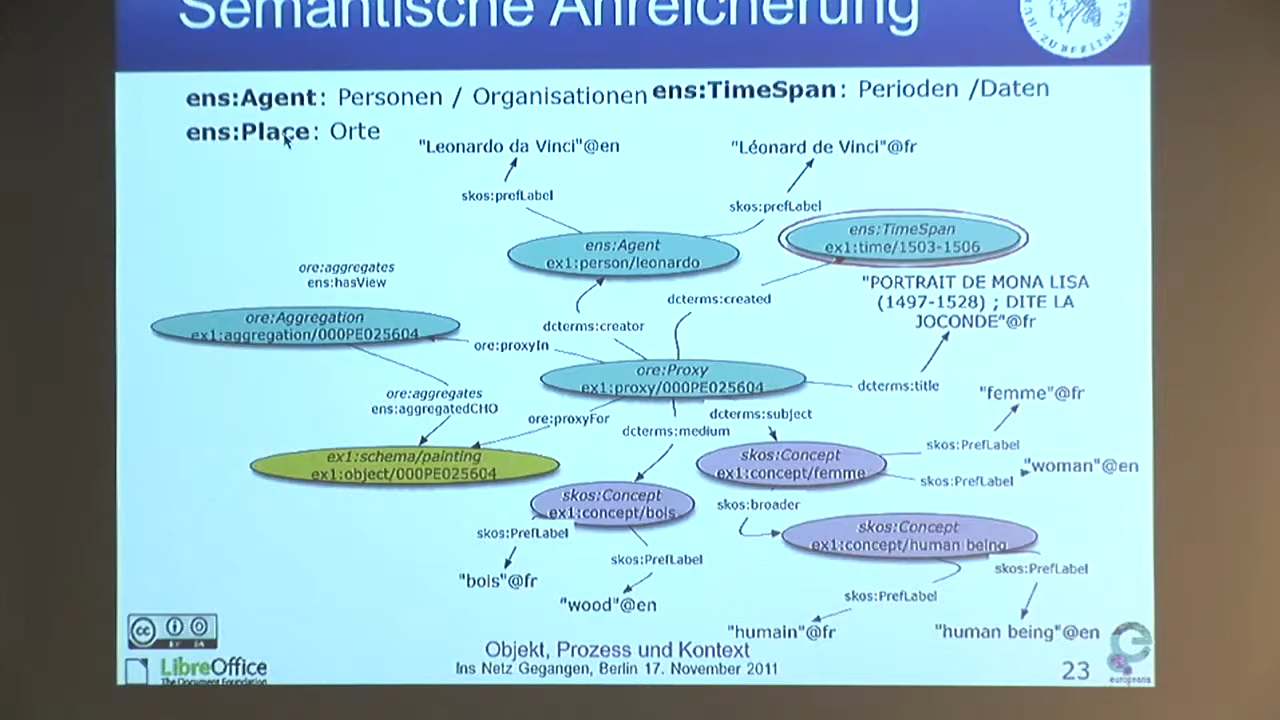 Semantische Anreicherung
ZU BERLIN
ens:Agent: Personen / Organisationen ens:TimeSpan: Perioden /Daten
ens:Place: Orte
"Leonardo da Vinci"@en
"Léonard de Vinci"@fr
skos:prefLabel
skos:prefLabel
ens:TimeSpan
ex1:time/1503-1506
ens:Agent
ex1:person/leonardo
ore:aggregates
ens:hasView
"PORTRAIT DE MONA LISA
(1497-1528) ; DITE LA
JOCONDE"@fr
dcterms:created
ore:Aggregation
ex1:aggregation/000PE025604
dcterms:creator
ore:proxyIn
ore:Proxy
ex1:proxy/000PE025604
dcterms:title
"femme"@fr
ore:aggregates
ens:aggregatedCHO
ore:proxyFor
dcterms:subject
dcterms:medium
skos:PrefLabel
ex1:schema/painting
ex1:object/000PE025604
skos:Concept
ex1:concept/femme
"woman"@en
skos:PrefLabel
skos:Concept
ex1:concept/bois
skos:broader
skos:Concept
ex1:concept/human being
skos:PrefLabel
skos:PrefLabel
skos:PrefLabel
"bois"@fr
"wood"@en
skos:PrefLabel
"humain"@fr
"human being"@en
cc
BY SA
LibreOffice
The Document Foundation
Objekt, Prozess und Kontext
Ins Netz Gegangen, Berlin 17. November 2011
23
europeana